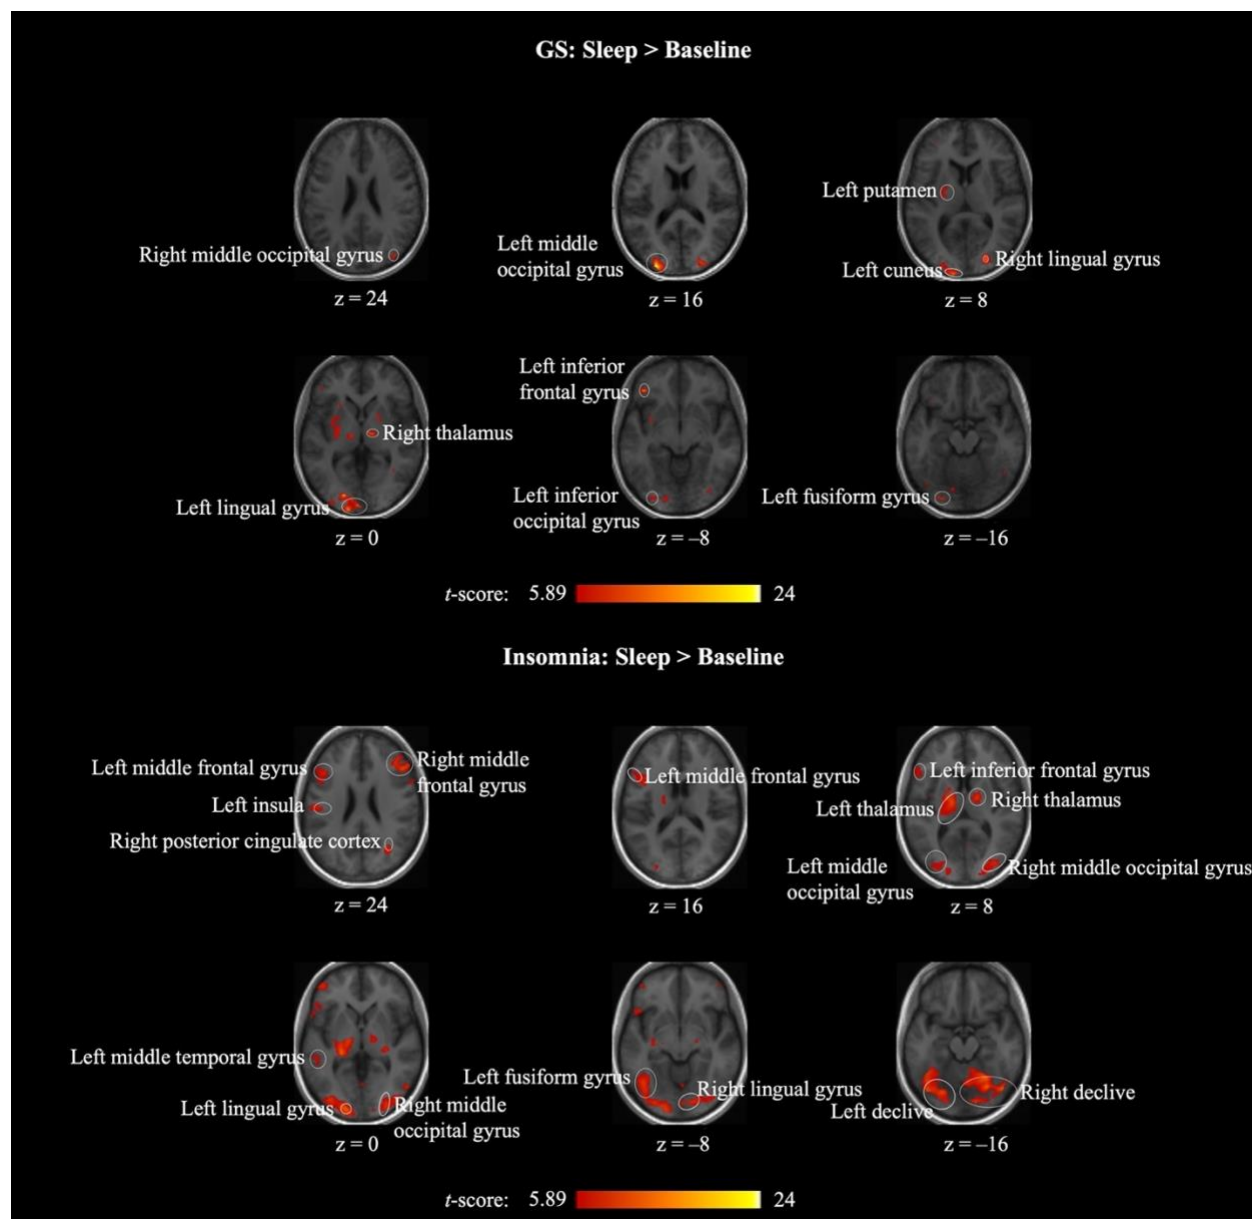 GS: Sleep > Baseline
Right middle occipital gyrus
z = 24
Left middle
occipital gyrus
z = 16
Left putamen
Left cuneus
Right lingual gyrus
z = 8
Right thalamus
Left lingual gyrus
z = 0
Left inferior
frontal gyrus
Left inferior
occipital gyrus
z = –8
Left fusiform gyrus
z = –16
t-score: 5.89 24
Insomnia: Sleep > Baseline
Left middle frontal gyrus
Right middle
frontal gyrus
Left insula
Right posterior cingulate cortex
z = 24
Left middle frontal gyrus
z = 16
Left inferior frontal gyrus
Left thalamus
Right thalamus
Left middle
occipital gyrus
Right middle occipital gyrus
z = 8
Left middle temporal gyrus
Left lingual gyrus
Right middle
occipital gyrus
z = 0
Left fusiform gyrus
Right lingual gyrus
z = –8
Left declive
Right declive
z = –16
t-score: 5.89 24